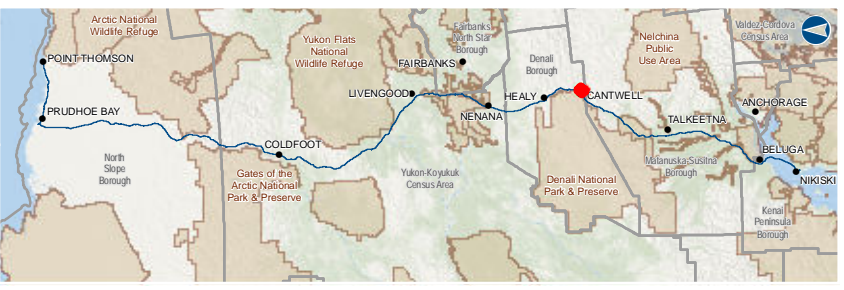 Arctic National
Wildlife Refuge
POINT THOMSON
PRUDHOE BAY
North
Slope
Borough
COLDFOOT
Gates of the
Arctic National
Park & Preserve
Yukon Flats
National
Wildlife Refuge
LIVENGOOD
Fairbanks
North Star
Borough
FAIRBANKS
NENANA
Yukon-Koyukuk
Census Area
Denali
Borough
HEALY
CANTWELL
Denali National
Park & Preserve
Nelchina
Public
Use Area
TALKEETNA
Matanuska-Susitna
Borough
Valdez-Cordova
Census Area
ANCHORAGE
BELUGA
NIKISKI
Kenai
Peninsula
Borough